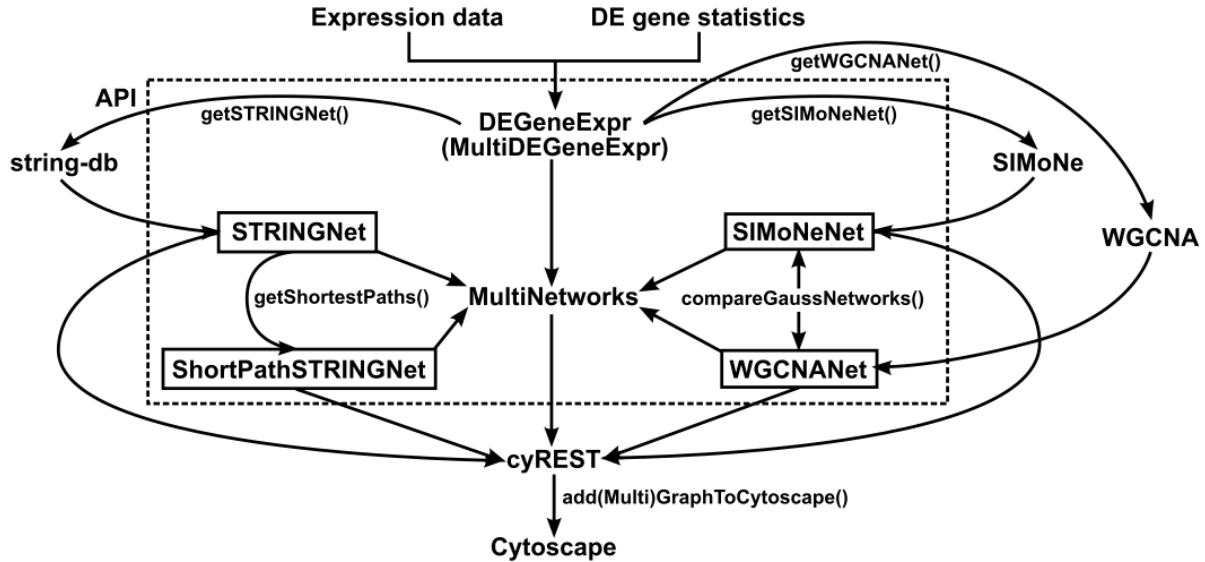 Expression data
DE gene statistics
getWGCNANet()
API
getSTRINGNet()
DEGeneExpr
(MultiDEGeneExpr)
getSIMoNeNet()
string-db
SIMoNe
STRINGNet
SIMoNeNet
WGCNA
getShortestPaths()
MultiNetworks
compareGaussNetworks()
ShortPathSTRINGNet
WGCNANet
cyREST
add(Multi)GraphToCytoscape()
Cytoscape